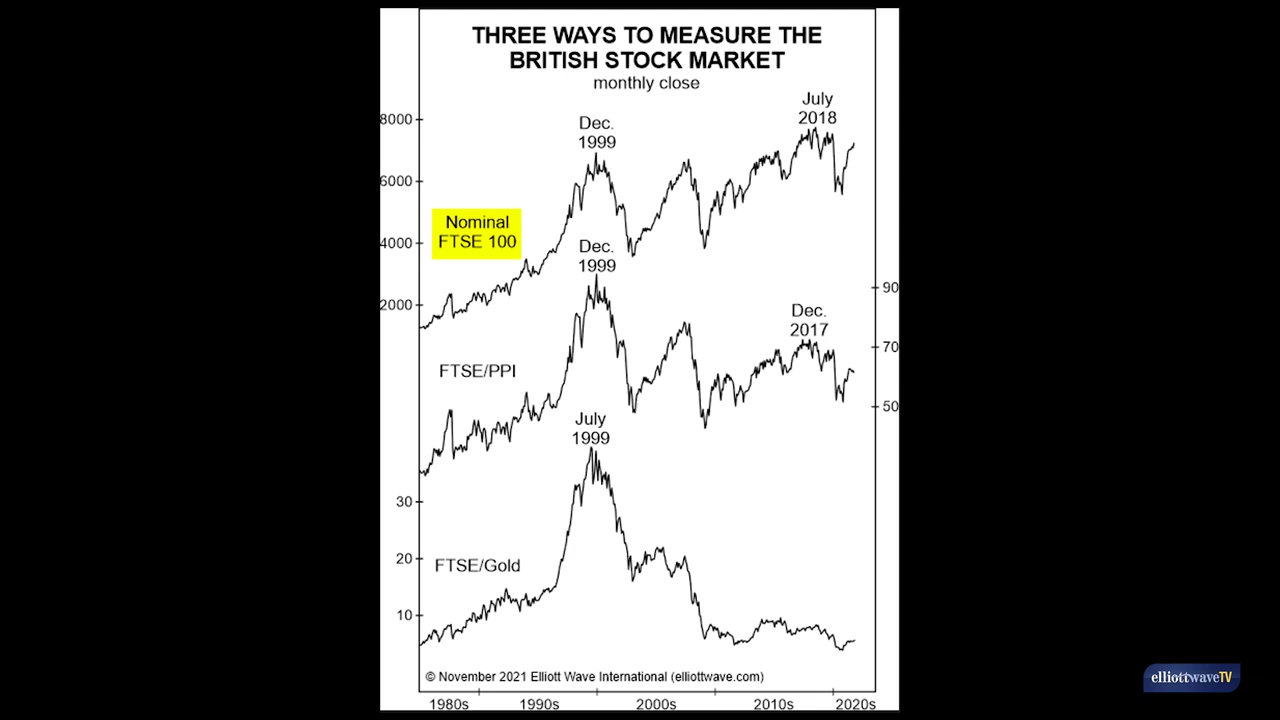 THREE WAYS TO MEASURE THE
BRITISH STOCK MARKET
monthly close
July
2018
8000
Dec.
1999
6000
Nominal
FTSE 100
4000
Dec.
1999
90
2000
Dec.
2017
70
FTSE/PPI
50
July
1999
30
20
FTSE/Gold
10
© November 2021 Elliott Wave International (elliottwave.com)
1980s 1990s 2000s 2010s 2020s
elliottwaveTV